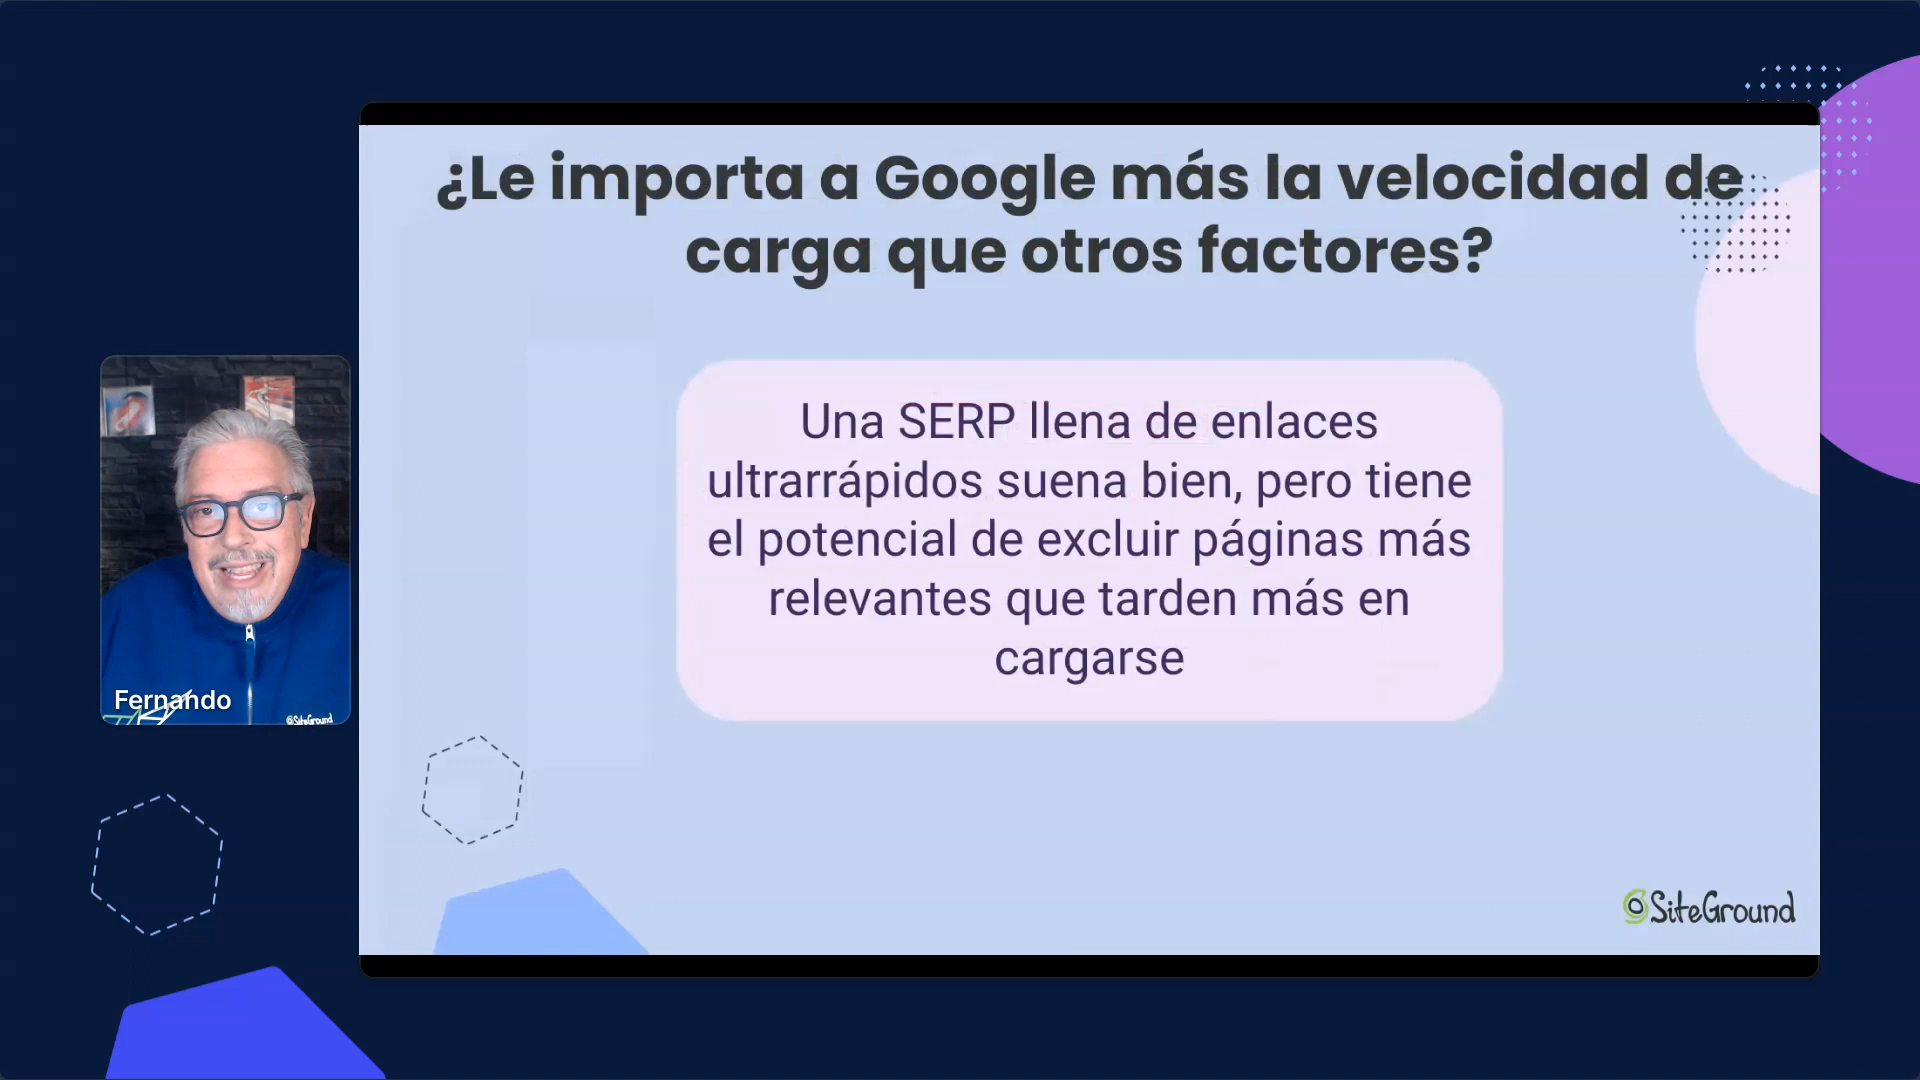 ¿Le importa a Google más la velocidad de
carga que otros factores?
Una SERP llena de enlaces
ultrarrápidos suena bien, pero tiene
el potencial de excluir páginas más
relevantes que tarden más en
cargarse
Fernando
SiteGround
SiteGround